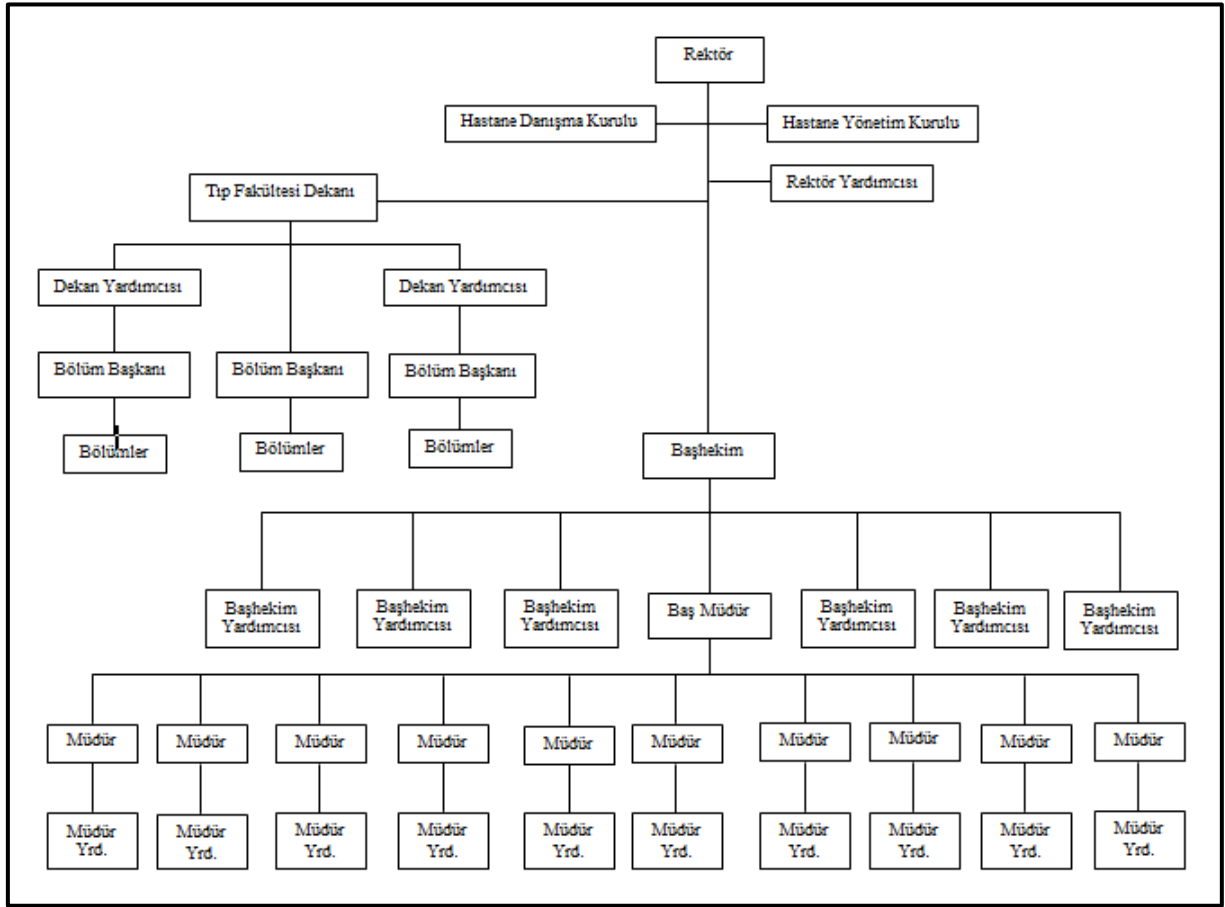 Rektör
Hastane Danışma Kurulu
Hastane Yönetim Kurulu
Rektör Yardımcısı
Tıp Fakültesi Dekanı
Dekan Yardımcısı
Dekan Yardımcısı
Bölüm Başkanı
Bölüm Başkanı
Bölüm Başkanı
Bölümler
Bölümler
Bölümler
Başhekim
Başhekim
Yardımcısı
Başhekim
Yardımcısı
Başhekim
Yardımcısı
Baş Müdür
Başhekim
Yardımcısı
Başhekim
Yardımcısı
Başhekim
Yardımcısı
Müdür
Müdür
Müdür
Müdür
Müdür
Müdür
Müdür
Müdür
Müdür
Müdür
Müdür
Yrd.
Müdür
Yrd.
Müdür
Yrd.
Müdür
Yrd.
Müdür
Yrd.
Müdür
Yrd.
Müdür
Yrd.
Müdür
Yrd.
Müdür
Yrd.
Müdür
Yrd.